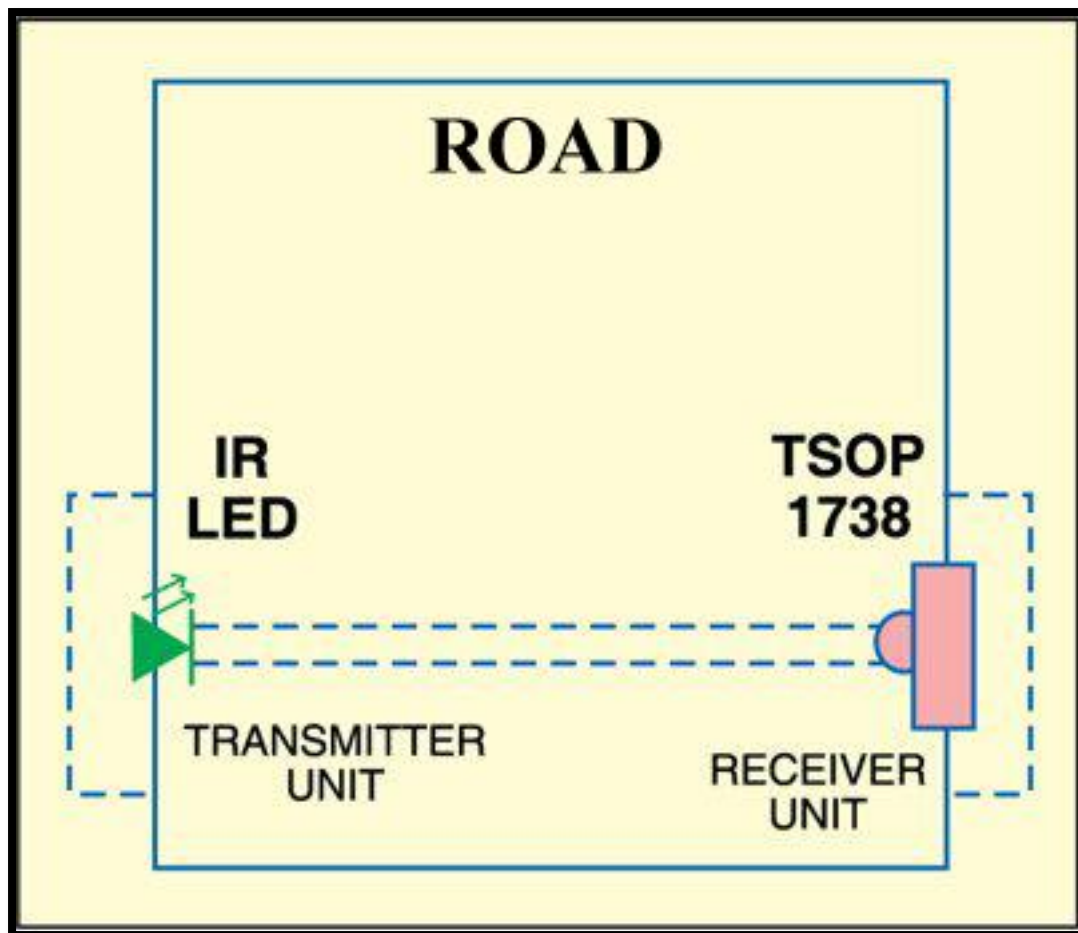 ROAD
IR
LED
TSOP
1738
TRANSMITTER
UNIT
RECEIVER
UNIT